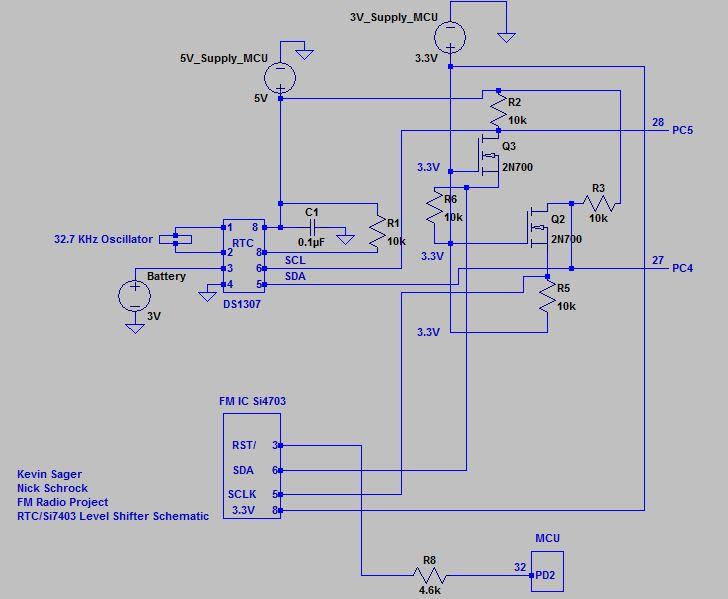 3V_Supply_MCU
3.3V
5V_Supply_MCU
5V
R2
10k
28
PC5
Q3
3.3V
2N700
R6
10k
R3
10k
C1
0.1µF
R1
10k
Q2
2N700
32.7 KHz Oscillator
1
8
RTC
2
8
3
6
SCL
4
5
SDA
DS1307
3.3V
27
PC4
Battery
3V
R5
10k
3.3V
FM IC Si4703
RST/
3
SDA
6
SCLK
5
3.3V
8
Kevin Sager
Nick Schrock
FM Radio Project
RTC/Si7403 Level Shifter Schematic
MCU
R8
4.6k
32
PD2